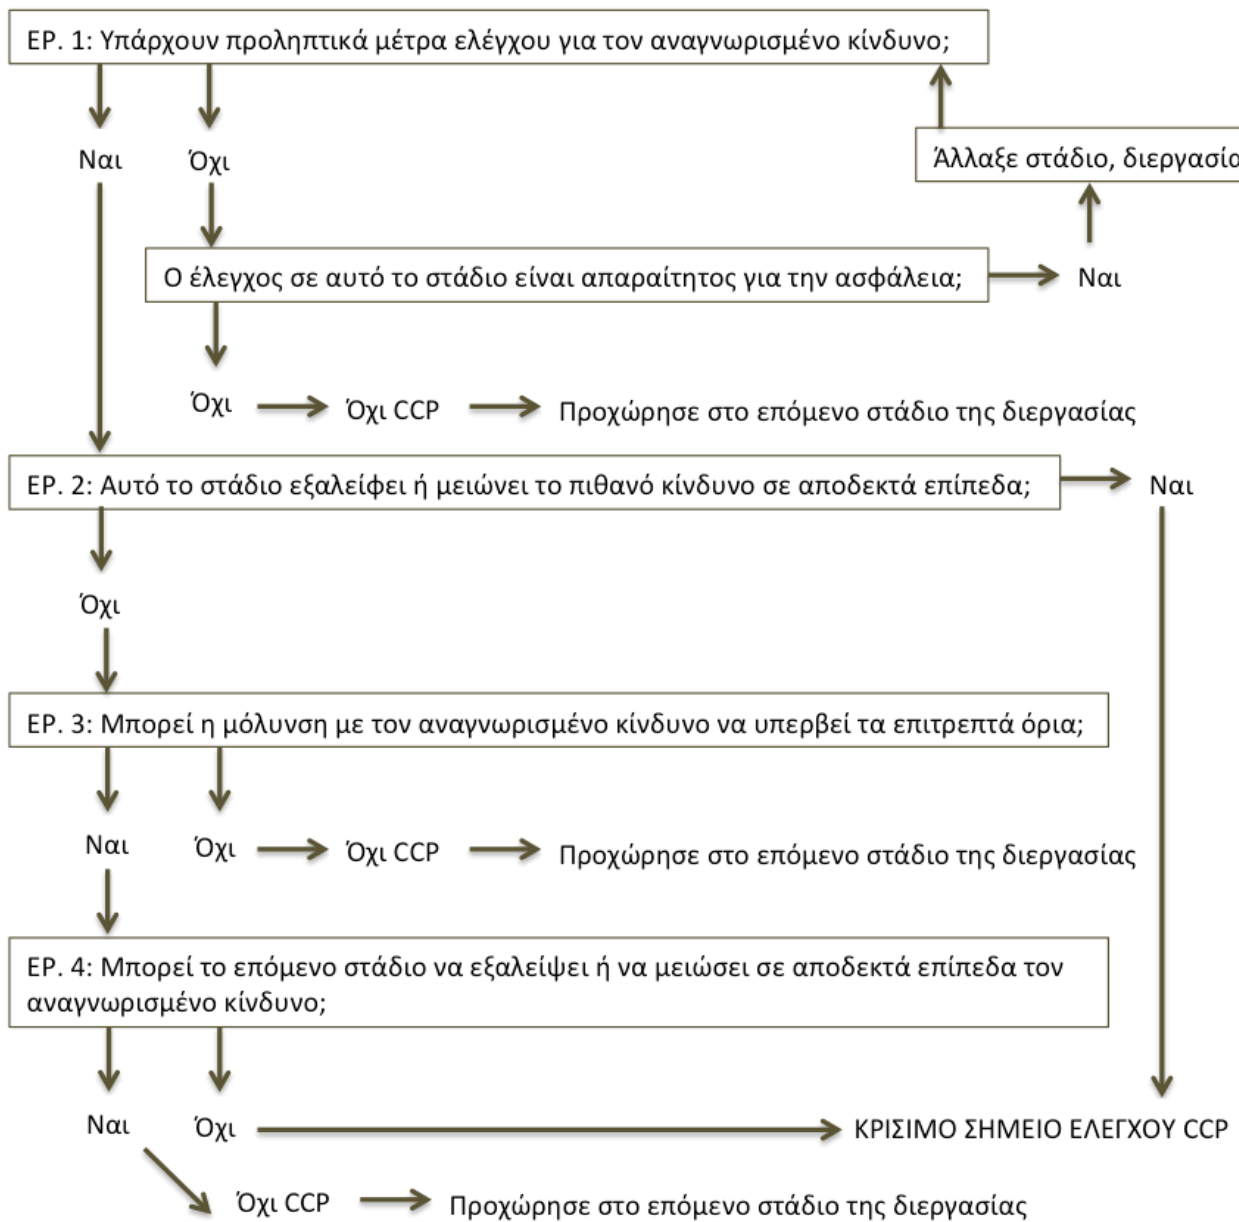 ΕΡ. 1: Υπάρχουν προληπτικά μέτρα ελέγχου για τον αναγνωρισμένο κίνδυνο;
Ναι Όχι
Άλλαξε στάδιο, διεργασία
Ο έλεγχος σε αυτό το στάδιο είναι απαραίτητος για την ασφάλεια; Ναι
Όχι Όχι CCP Προχώρησε στο επόμενο στάδιο της διεργασίας
ΕΡ. 2: Αυτό το στάδιο εξαλείφει ή μειώνει το πιθανό κίνδυνο σε αποδεκτά επίπεδα; Ναι
Όχι
ΕΡ. 3: Μπορεί η μόλυνση με τον αναγνωρισμένο κίνδυνο να υπερβεί τα επιτρεπτά όρια;
Ναι Όχι Όχι CCP Προχώρησε στο επόμενο στάδιο της διεργασίας
ΕΡ. 4: Μπορεί το επόμενο στάδιο να εξαλείψει ή να μειώσει σε αποδεκτά επίπεδα τον
αναγνωρισμένο κίνδυνο;
Ναι Όχι ΚΡΙΣΙΜΟ ΣΗΜΕΙΟ ΕΛΕΓΧΟΥ CCP
Όχι CCP Προχώρησε στο επόμενο στάδιο της διεργασίας